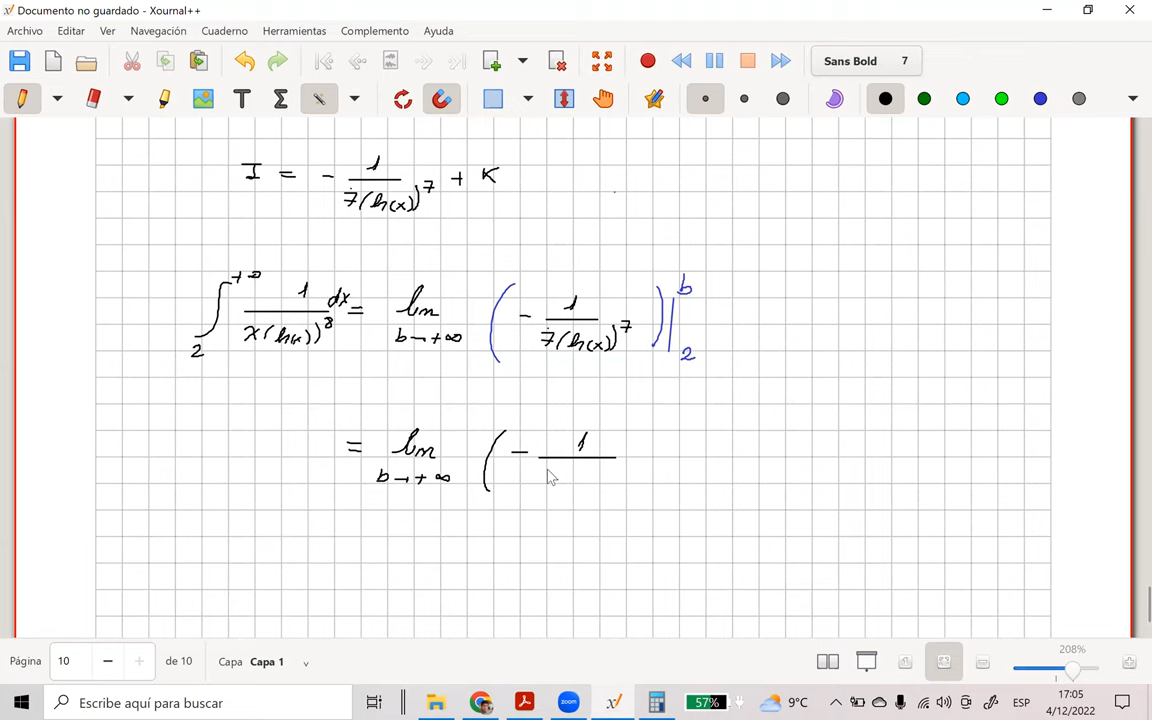 Documento no guardado - Xournal++
Archivo Editar Ver Navegación Cuaderno Herramientas Complemento Ayuda
Sans Bold 7
I = - 1/(7(ln(x))^7) + K
∫_2^{+∞} 1/(x(ln(x))^8) dx = lim_{b→+∞} ( - 1/(7(ln(x))^7) ) |_2^b
= lim_{b→+∞} ( - 1/
Página 10 de 10 Capa Capa 1 208%
Escribe aquí para buscar 57% 9°C ESP 17:05
4/12/2022